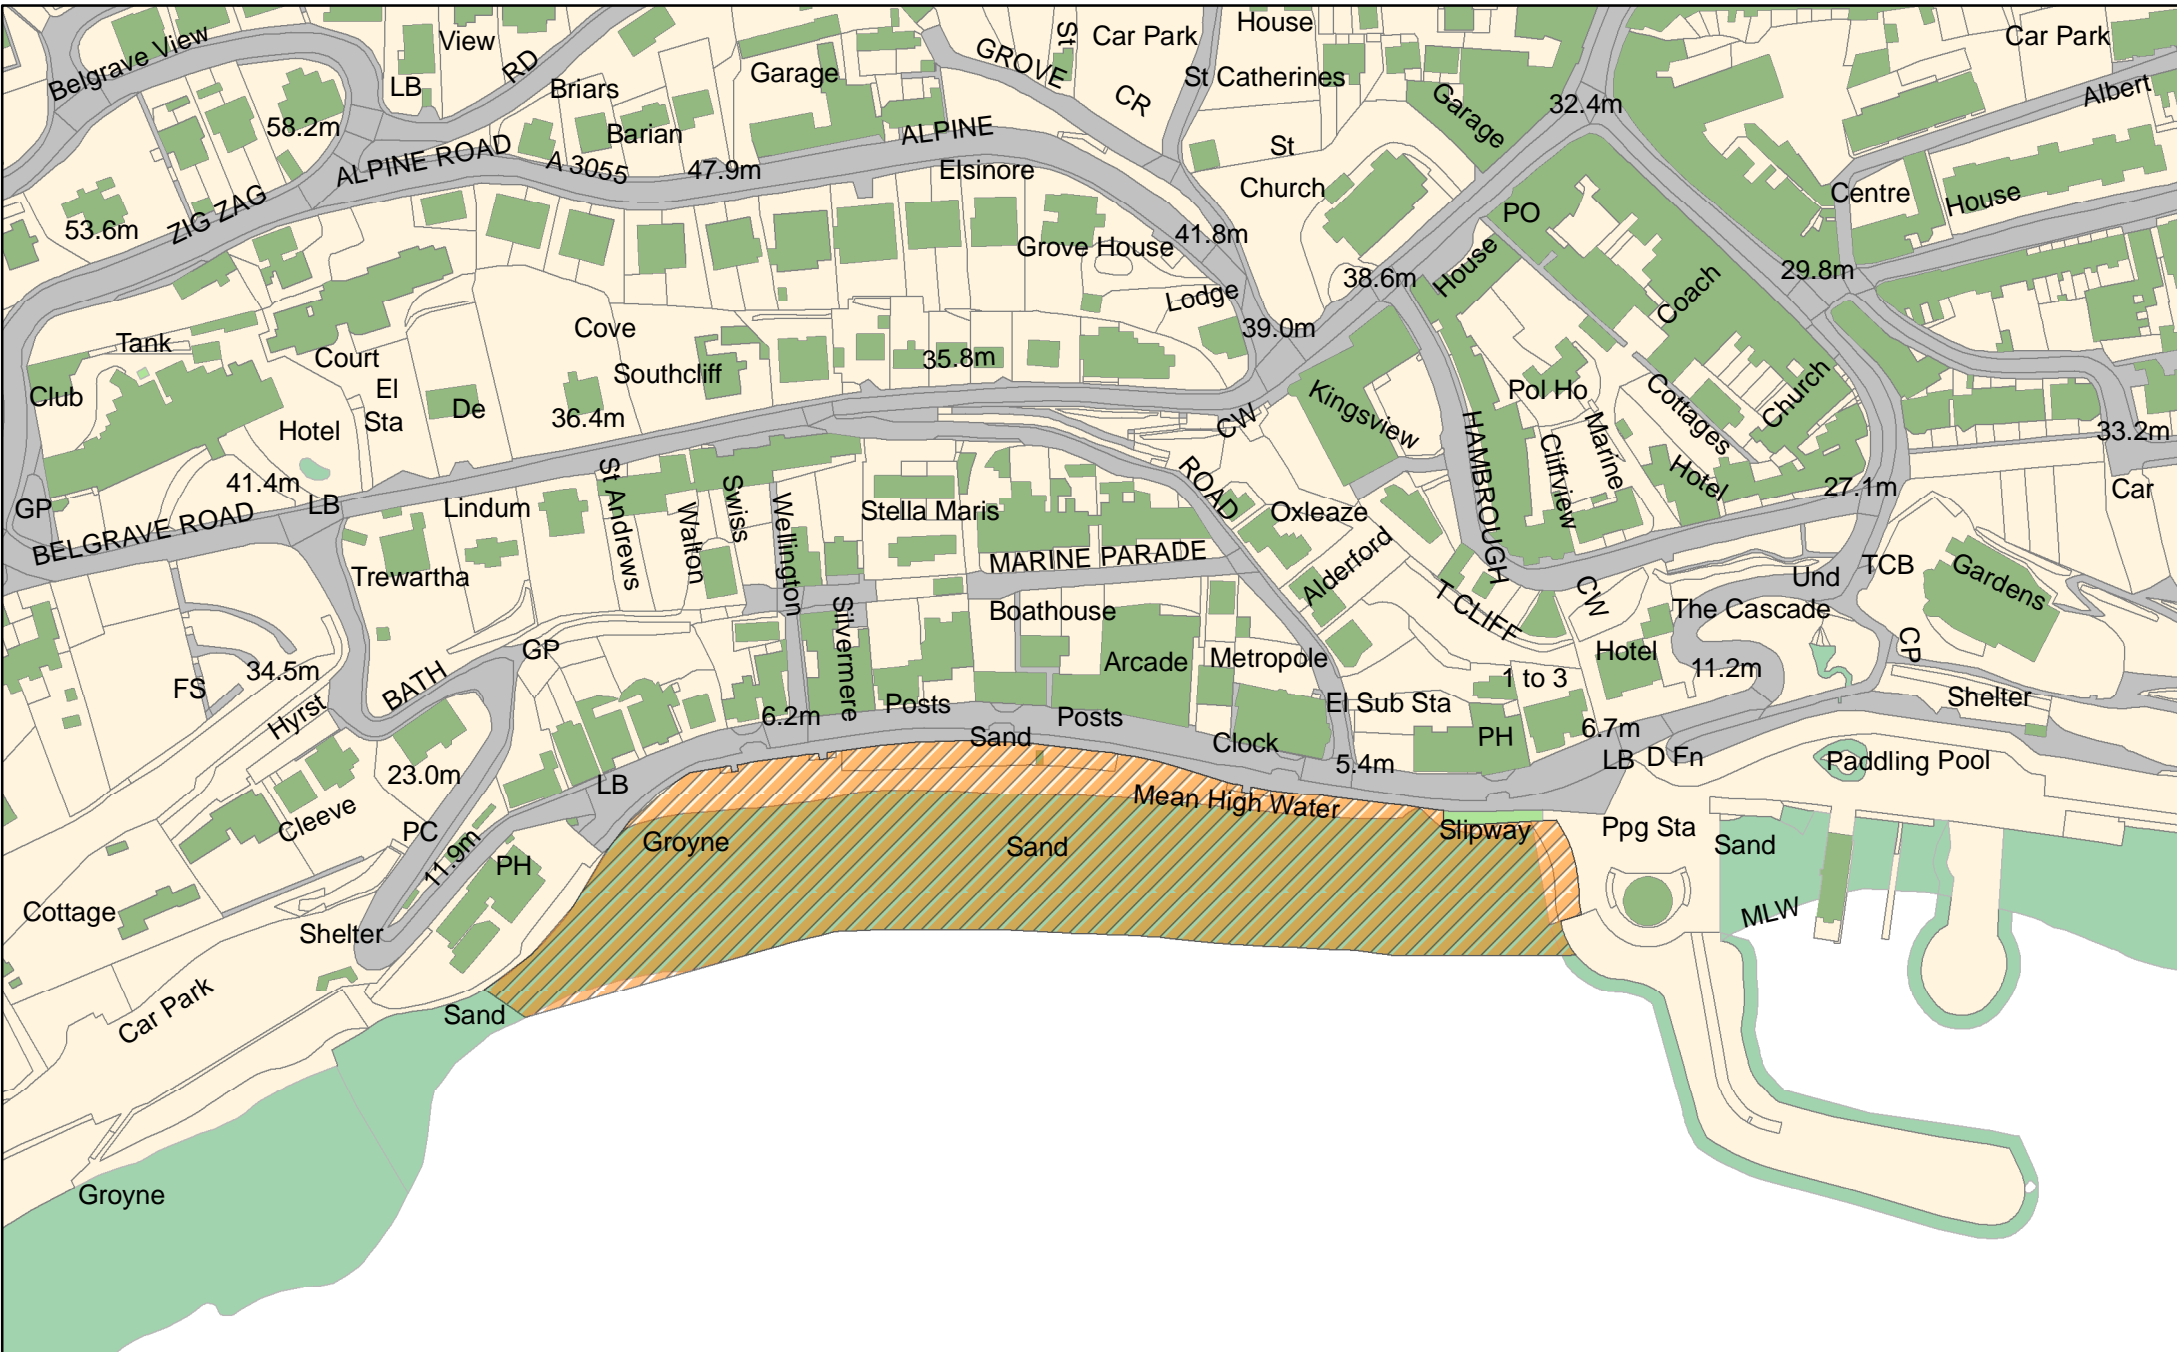 Belgrave View
View
LB
RD
Briars
Barian
Garage
GROVE
St
Car Park
CR
House
St Catherines
St
Church
Garage
32.4m
Car Park
Albert
58.2m
ALPINE ROAD
A 3055
47.9m
ALPINE
Elsinore
53.6m
ZIG ZAG
Grove House
41.8m
Lodge
39.0m
38.6m
House
PO
Coach
Centre
House
29.8m
Tank
Court
Club
El
Sta
De
Cove
Southcliff
36.4m
35.8m
Hotel
41.4m
LB
GP
BELGRAVE ROAD
Lindum
Trewartha
St Andrews
Walton
Swiss
Wellington
Stella Maris
MARINE PARADE
CW
ROAD
Kingsview
HAMBROUGH
Pol Ho
Marine
Cliffview
Cottages
Church
Hotel
27.1m
33.2m
Car
Oxleaze
Alderford
T CLIFF
CW
Und
TCB
Gardens
The Cascade
CP
FS
34.5m
Hyrst
BATH
GP
Silvermere
Boathouse
Arcade
Metropole
1 to 3
Hotel
11.2m
Shelter
6.2m
Posts
Posts
Sand
Clock
El Sub Sta
5.4m
PH
6.7m
LB
D Fn
Paddling Pool
23.0m
LB
Cleeve
PC
11.9m
PH
Groyne
Sand
Mean High Water
Slipway
Ppg Sta
Sand
MLW
Cottage
Shelter
Car Park
Sand
Groyne